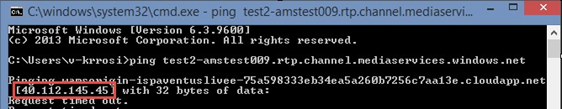 C:\windows\system32\cmd.exe - ping test2-amstest009.rtp.channel.mediaservi...
Microsoft Windows [Version 6.3.9600]
(c) 2013 Microsoft Corporation. All rights reserved.
C:\Users\v-krrosi>ping test2-amstest009.rtp.channel.mediaservices.windows.net
Pinging wamsorigin-ispaventuslivee-75a598333eb34ea5a260b7256c7aa13e.cloudapp.net
[40.112.145.45] with 32 bytes of data:
Request timed out.